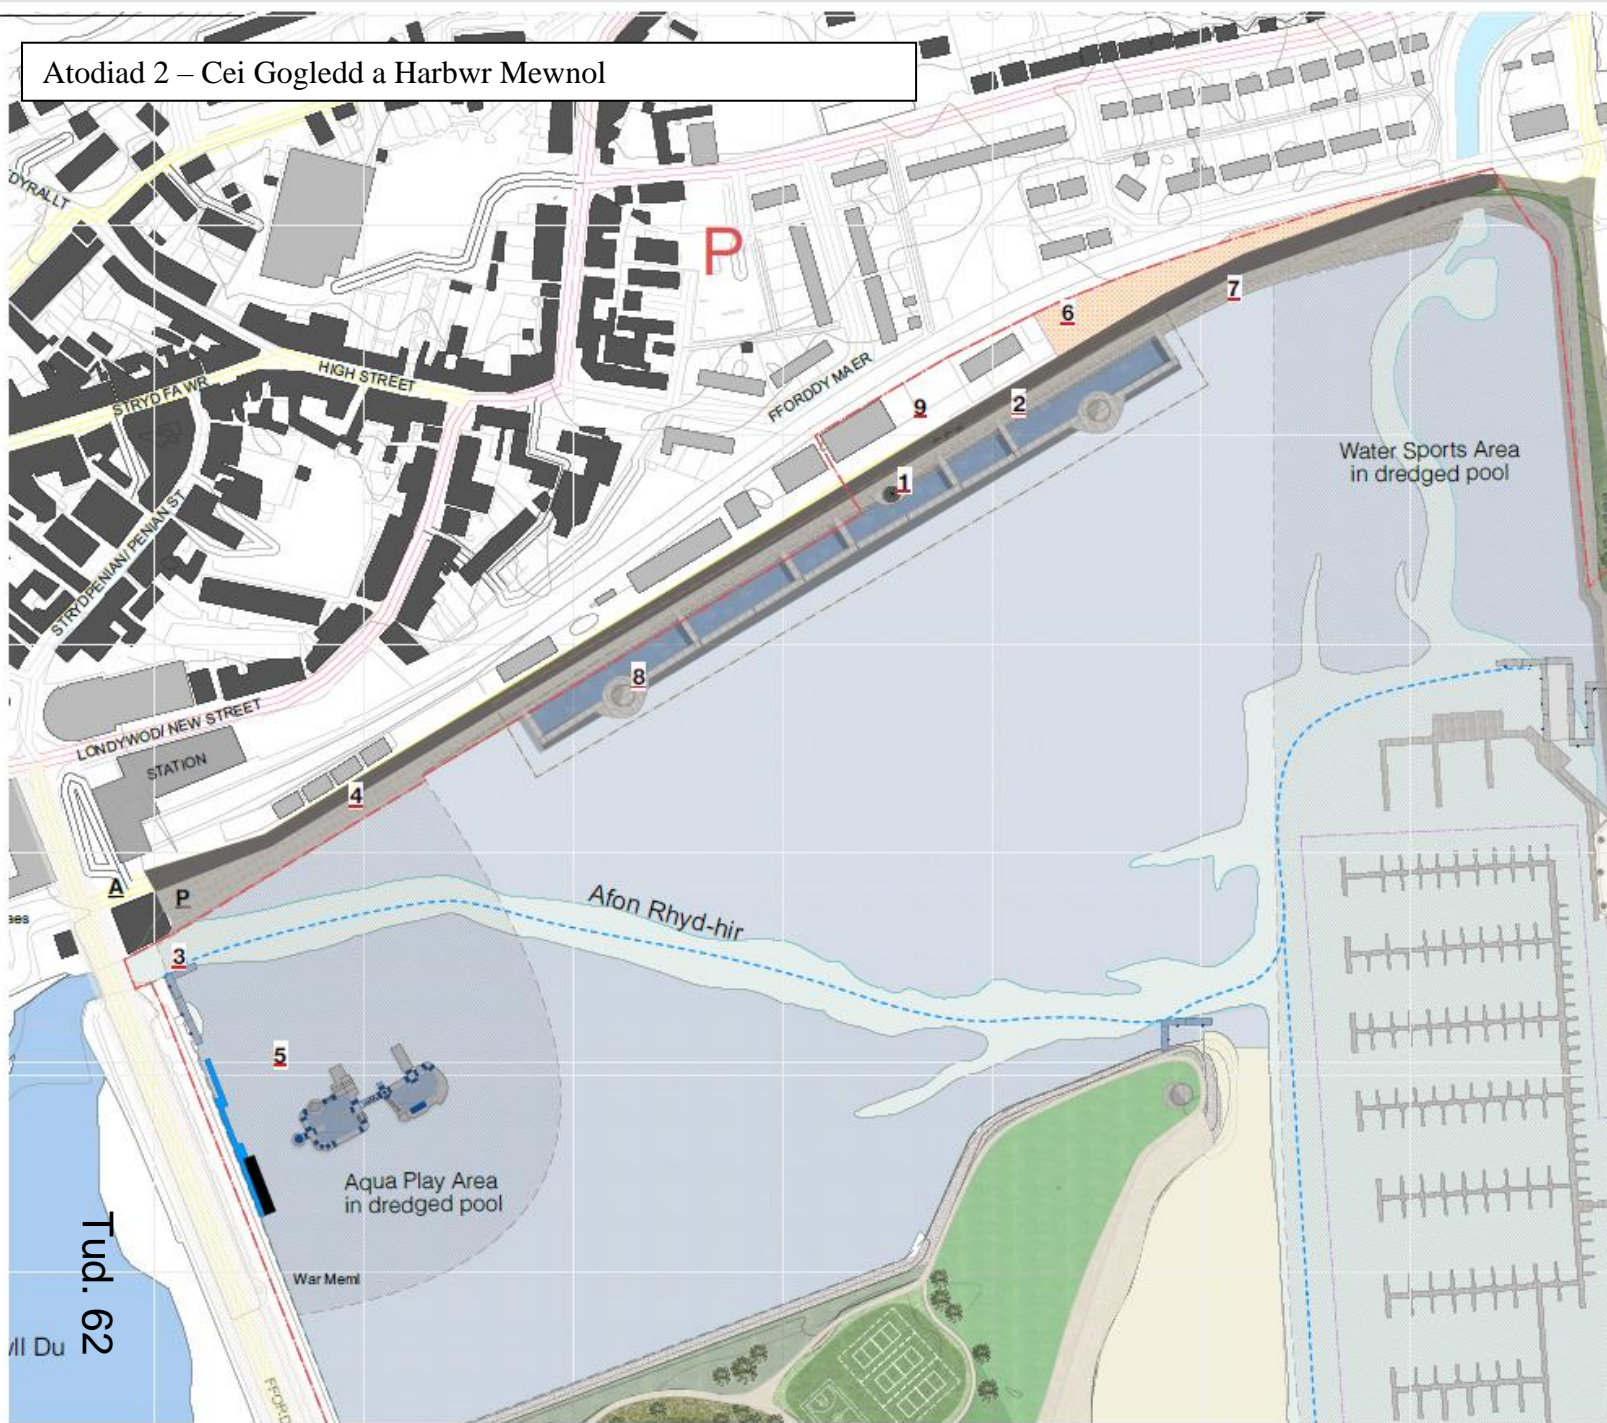 Atodiad 2 – Cei Gogledd a Harbwr Mewnol
DYRALLT
P
7
6
HIGH STREET
STRYD FAWR
FFORDDY MAER
9
2
Water Sports Area
in dredged pool
1
STRYDPENIAN/ PENIAN ST
8
LONDYWOD/ NEW STREET
STATION
4
A
P
Afon Rhyd-hir
3
5
Aqua Play Area
in dredged pool
War Meml
Tud. 62
yll Du
FFORD